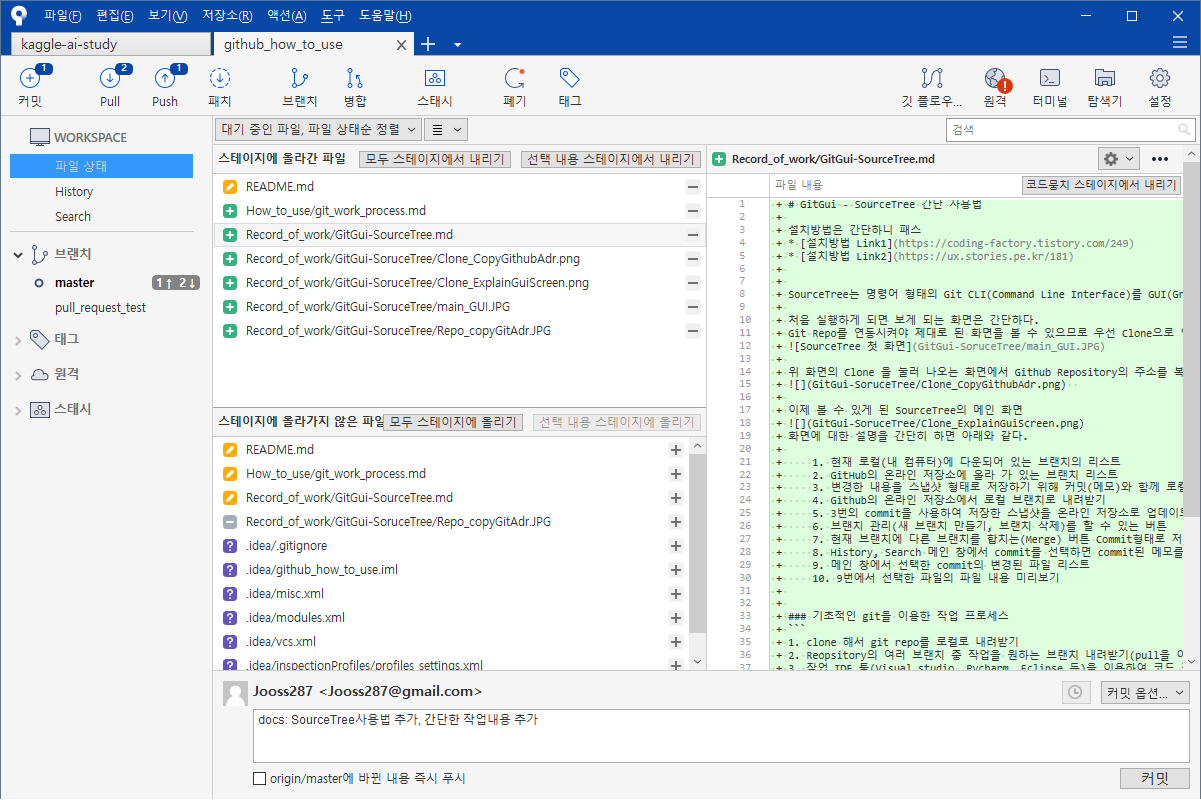 파일(F) 편집(E) 보기(V) 저장소(R) 액션(A) 도구 도움말(H)
kaggle-ai-study
github_how_to_use
1 2 1
커밋 Pull Push 패치 브랜치 병합 스태시 폐기 태그 깃 플로우... 원격 터미널 탐색기 설정
WORKSPACE
파일 상태
History
Search
브랜치
master 1↑ 2↓
pull_request_test
태그
원격
스태시
대기 중인 파일, 파일 상태순 정렬
검색
스테이지에 올라간 파일 모두 스테이지에서 내리기 선택 내용 스테이지에서 내리기
README.md
How_to_use/git_work_process.md
Record_of_work/GitGui-SourceTree.md
Record_of_work/GitGui-SoruceTree/Clone_CopyGithubAdr.png
Record_of_work/GitGui-SoruceTree/Clone_ExplainGuiScreen.png
Record_of_work/GitGui-SoruceTree/main_GUI.JPG
Record_of_work/GitGui-SoruceTree/Repo_copyGitAdr.JPG
스테이지에 올라가지 않은 파일 모두 스테이지에 올리기 선택 내용 스테이지에 올리기
README.md
How_to_use/git_work_process.md
Record_of_work/GitGui-SourceTree.md
Record_of_work/GitGui-SoruceTree/Repo_copyGitAdr.JPG
.idea/.gitignore
.idea/github_how_to_use.iml
.idea/misc.xml
.idea/modules.xml
.idea/vcs.xml
.idea/inspectionProfiles/profiles_settings.xml
Record_of_work/GitGui-SourceTree.md
파일 내용 코드뭉치 스테이지에서 내리기
1 + # GitGui - SourceTree 간단 사용법
2 +
3 + 설치방법은 간단하니 패스
4 + * [설치방법 Link1](https://coding-factory.tistory.com/249)
5 + * [설치방법 Link2](https://ux.stories.pe.kr/181)
6 +
7 +
8 + SourceTree는 명령어 형태의 Git CLI(Command Line Interface)를 GUI(Gr
9 +
10 + 처음 실행하게 되면 보게 되는 화면은 간단하다.
11 + Git Repo를 연동시켜야 제대로 된 화면을 볼 수 있으므로 우선 Clone으로
12 + ![SourceTree 첫 화면](GitGui-SoruceTree/main_GUI.JPG)
13 +
14 + 위 화면의 Clone 을 눌러 나오는 화면에서 Github Repository의 주소를 복
15 + ![](GitGui-SoruceTree/Clone_CopyGithubAdr.png)
16 +
17 + 이제 볼 수 있게 된 SourceTree의 메인 화면
18 + ![](GitGui-SoruceTree/Clone_ExplainGuiScreen.png)
19 + 화면에 대한 설명을 간단히 하면 아래와 같다.
20 +
21 + 1. 현재 로컬(내 컴퓨터)에 다운되어 있는 브랜치의 리스트
22 + 2. GitHub의 온라인 저장소에 올라 가 있는 브랜치 리스트
23 + 3. 변경한 내용을 스냅샷 형태로 저장하기 위해 커밋(메모)와 함께 로컬
24 + 4. Github의 온라인 저장소에서 로컬 브랜치로 내려받기
25 + 5. 3번의 commit을 사용하여 저장한 스냅샷을 온라인 저장소로 업데이트
26 + 6. 브랜치 관리(새 브랜치 만들기, 브랜치 삭제)를 할 수 있는 버튼
27 + 7. 현재 브랜치에 다른 브랜치를 합치는(Merge) 버튼 Commit형태로 저
28 + 8. History, Search 메인 창에서 commit를 선택하면 commit된 메모를
29 + 9. 메인 창에서 선택한 commit의 변경된 파일 리스트
30 + 10. 9번에서 선택한 파일의 파일 내용 미리보기
31 +
32 +
33 + ### 기초적인 git을 이용한 작업 프로세스
34 + ```
35 + 1. clone 해서 git repo를 로컬로 내려받기
36 + 2. Reopsitory의 여러 브랜치 중 작업을 원하는 브랜치 내려받기(pull을 이
37 + 3. 작업 IDE 툴(Visual studio, Pycharm, Eclipse 등)을 이용하여 코드
Jooss287 <Jooss287@gmail.com>
커밋 옵션...
docs: SourceTree사용법 추가, 간단한 작업내용 추가
origin/master에 바뀐 내용 즉시 푸시
커밋